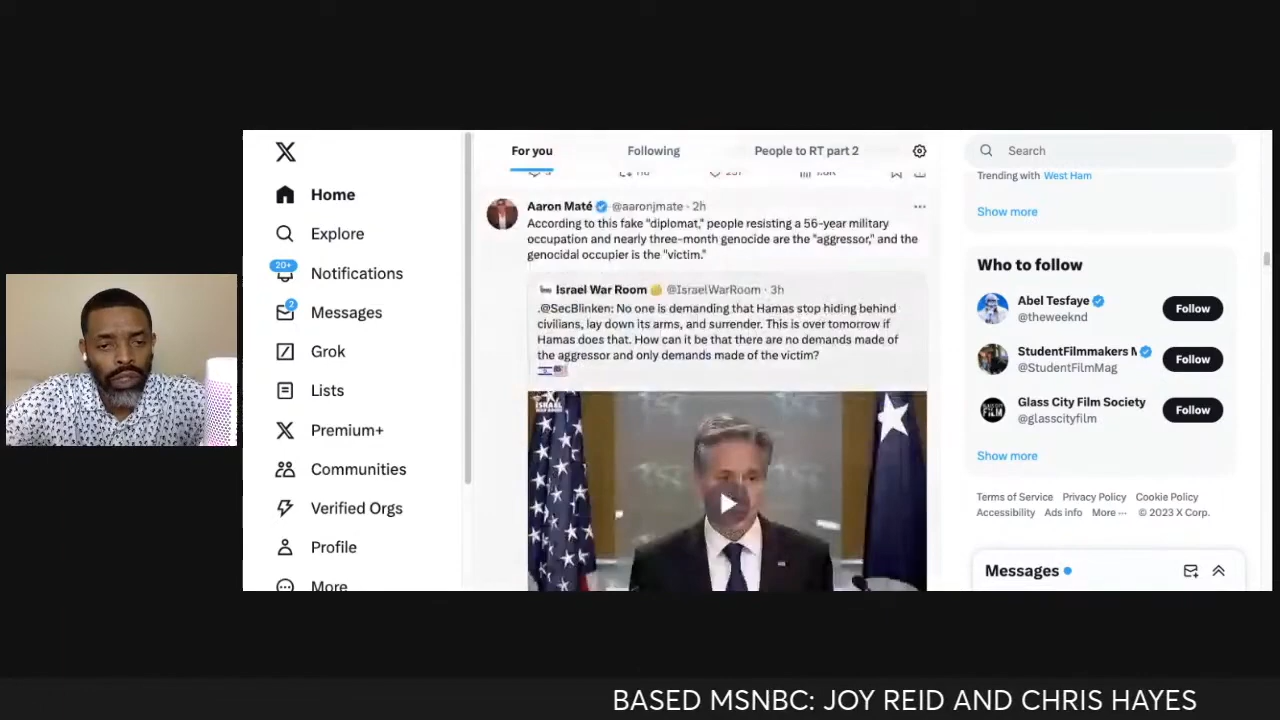 For you
Following
People to RT part 2
Search
Trending with West Ham
Show more
Home
Explore
20+
Notifications
2
Messages
Grok
Lists
Premium+
Communities
Verified Orgs
Profile
More
Aaron Maté @aaronjmate · 2h
According to this fake "diplomat," people resisting a 56-year military
occupation and nearly three-month genocide are the "aggressor," and the
genocidal occupier is the "victim."
Israel War Room @IsraelWarRoom · 3h
.@SecBlinken: No one is demanding that Hamas stop hiding behind
civilians, lay down its arms, and surrender. This is over tomorrow if
Hamas does that. How can it be that there are no demands made of
the aggressor and only demands made of the victim?
ISRAEL
Who to follow
Abel Tesfaye
@theweeknd
Follow
StudentFilmmakers
@StudentFilmMag
Follow
Glass City Film Society
@glasscityfilm
Follow
Show more
Terms of Service Privacy Policy Cookie Policy
Accessibility Ads info More ··· © 2023 X Corp.
Messages
BASED MSNBC: JOY REID AND CHRIS HAYES